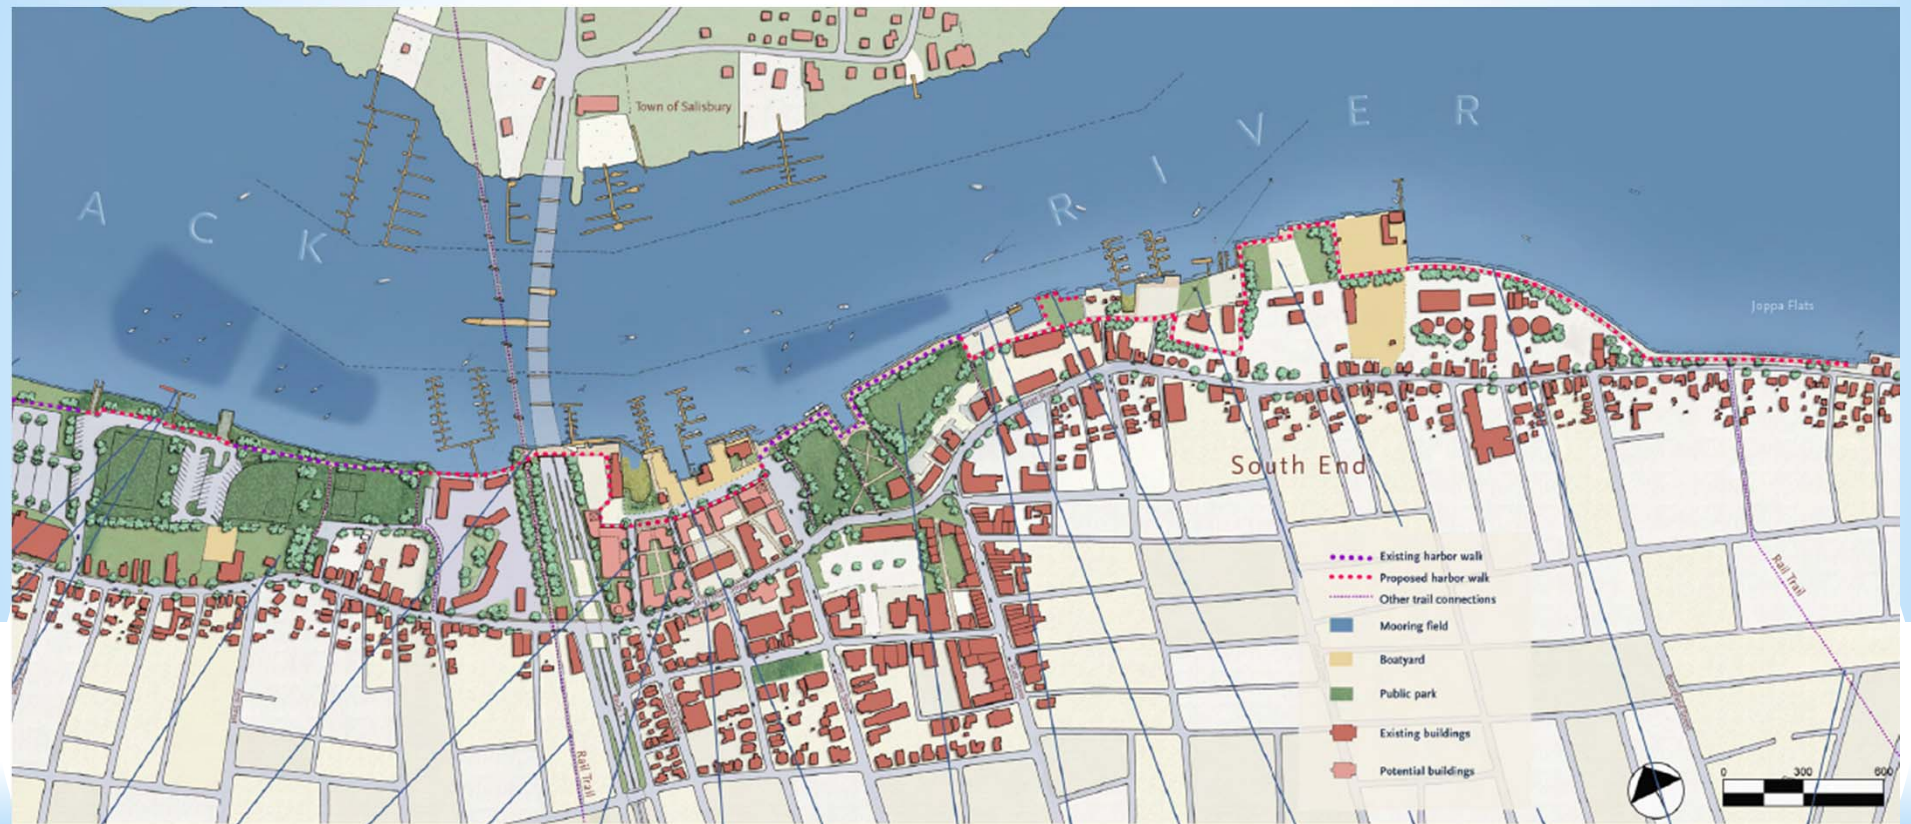 Town of Salisbury
A C K
R I V E R
Joppa Flats
South End
Existing harbor walk
Proposed harbor walk
Other trail connections
Mooring field
Boatyard
Public park
Existing buildings
Potential buildings
Rail Trail
Rail Trail
0 300 600